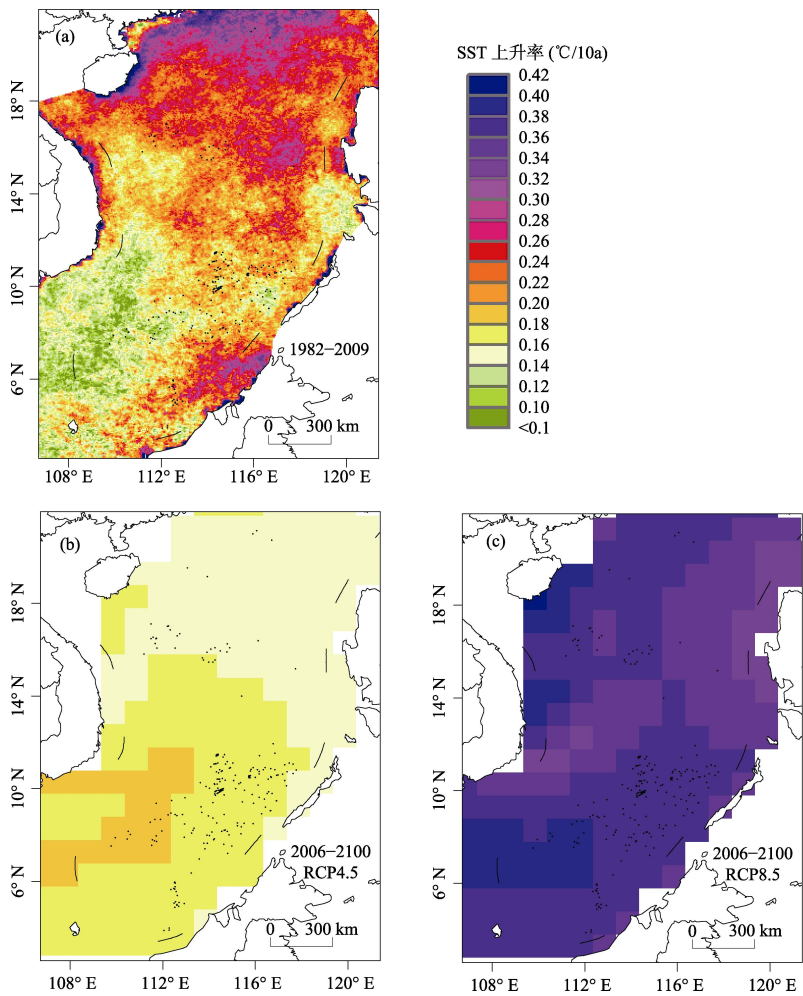 (a)
18° N
14° N
10° N
6° N
1982−2009
0 300 km
108° E 112° E 116° E 120° E
SST 上升率 (℃/10a)
0.42
0.40
0.38
0.36
0.34
0.32
0.30
0.28
0.26
0.24
0.22
0.20
0.18
0.16
0.14
0.12
0.10
<0.1
(b)
18° N
14° N
10° N
6° N
2006−2100
RCP4.5
0 300 km
108° E 112° E 116° E 120° E
(c)
18° N
14° N
10° N
6° N
2006−2100
RCP8.5
0 300 km
108° E 112° E 116° E 120° E